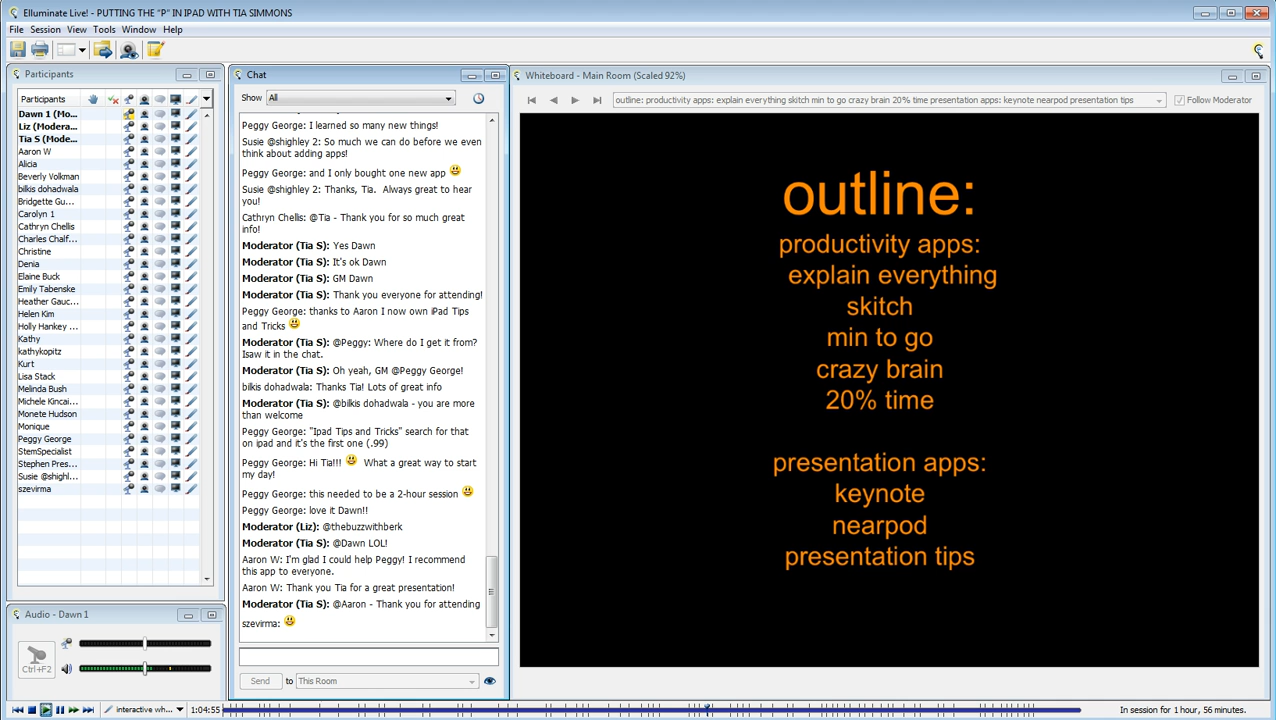 Elluminate Live! - PUTTING THE "P" IN IPAD WITH TIA SIMMONS
File Session View Tools Window Help
Participants
Participants
Dawn 1 (Mo...
Liz (Modera...
Tia S (Mode...
Aaron W
Alicia
Beverly Volkman
bilkis dohadwala
Bridgette Gu...
Carolyn 1
Cathryn Chellis
Charles Chalf...
Christine
Denia
Elaine Buck
Emily Tabenske
Heather Gauc...
Helen Kim
Holly Hankey ...
Kathy
kathykopitz
Kurt
Lisa Stack
Melinda Bush
Michele Kincai...
Monete Hudson
Monique
Peggy George
StemSpecialist
Stephen Pres...
Susie @shighl...
szevirma
Audio - Dawn 1
Ctrl+F2
Chat
Show All
Peggy George: I learned so many new things!
Susie @shighley 2: So much we can do before we even
think about adding apps!
Peggy George: and I only bought one new app
Susie @shighley 2: Thanks, Tia. Always great to hear
you!
Cathryn Chellis: @Tia - Thank you for so much great
info!
Moderator (Tia S): Yes Dawn
Moderator (Tia S): It's ok Dawn
Moderator (Tia S): GM Dawn
Moderator (Tia S): Thank you everyone for attending!
Peggy George: thanks to Aaron I now own iPad Tips
and Tricks
Moderator (Tia S): @Peggy: Where do I get it from?
Isaw it in the chat.
Moderator (Tia S): Oh yeah, GM @Peggy George!
bilkis dohadwala: Thanks Tia! Lots of great info
Moderator (Tia S): @bilkis dohadwala - you are more
than welcome
Peggy George: "Ipad Tips and Tricks" search for that
on ipad and it's the first one (.99)
Peggy George: Hi Tia!!! What a great way to start
my day!
Peggy George: this needed to be a 2-hour session
Peggy George: love it Dawn!!
Moderator (Liz): @thebuzzwithberk
Moderator (Tia S): @Dawn LOL!
Aaron W: I'm glad I could help Peggy! I recommend
this app to everyone.
Aaron W: Thank you Tia for a great presentation!
Moderator (Tia S): @Aaron - Thank you for attending
szevirma:
Send to This Room
Whiteboard - Main Room (Scaled 92%)
outline: productivity apps: explain everything skitch min to go crazy brain 20% time presentation apps: keynote nearpod presentation tips
Follow Moderator
outline:
productivity apps:
explain everything
skitch
min to go
crazy brain
20% time
presentation apps:
keynote
nearpod
presentation tips
interactive wh... 1:04:55
In session for 1 hour, 56 minutes.